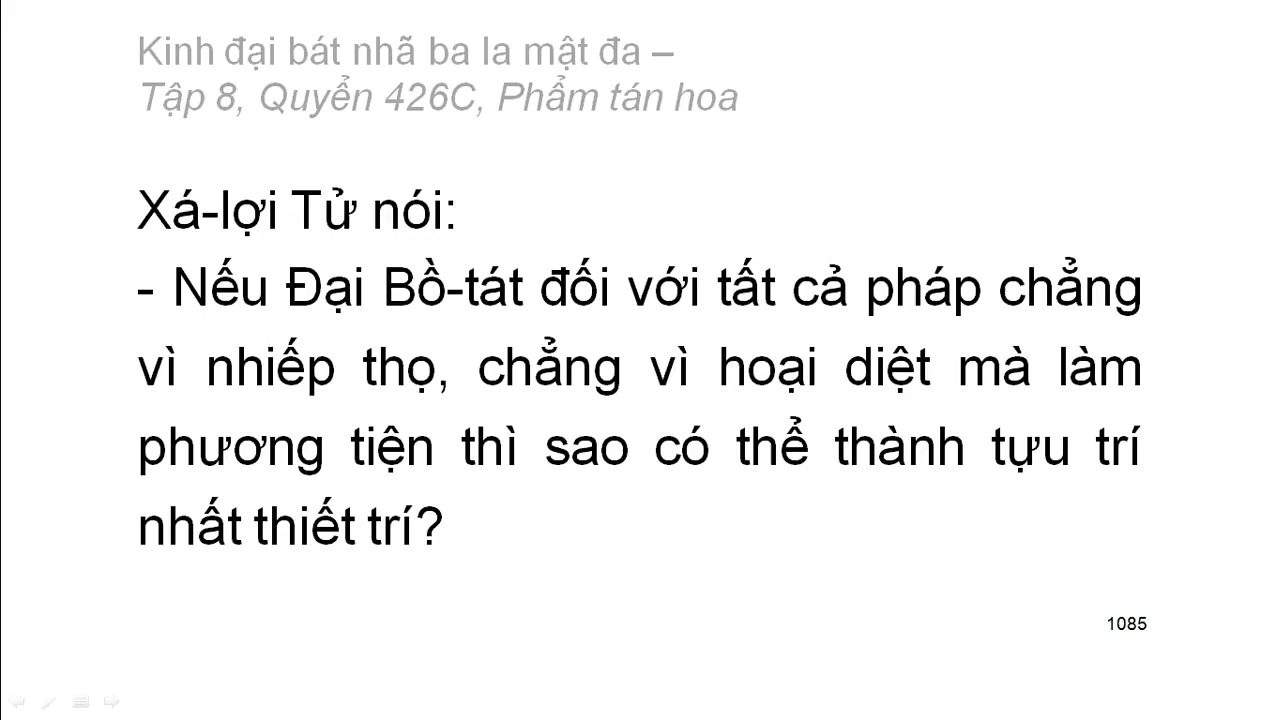 Kinh đại bát nhã ba la mật đa –
Tập 8, Quyển 426C, Phẩm tán hoa
Xá-lợi Tử nói:
- Nếu Đại Bồ-tát đối với tất cả pháp chẳng
vì nhiếp thọ, chẳng vì hoại diệt mà làm
phương tiện thì sao có thể thành tựu trí
nhất thiết trí?
1085